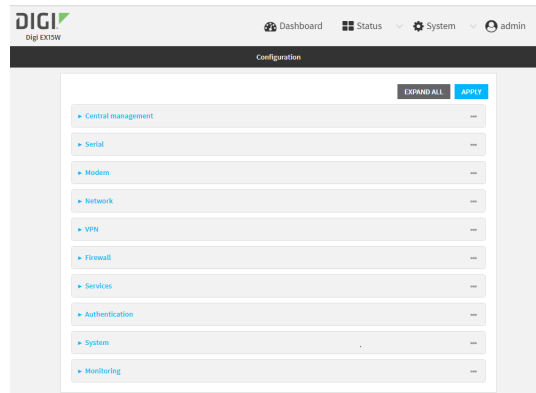 DIGI
Dashboard Status System admin
Digi EX15W
Configuration
EXPAND ALL APPLY
Central management
Serial
Modem
Network
VPN
Firewall
Services
Authentication
System
Monitoring